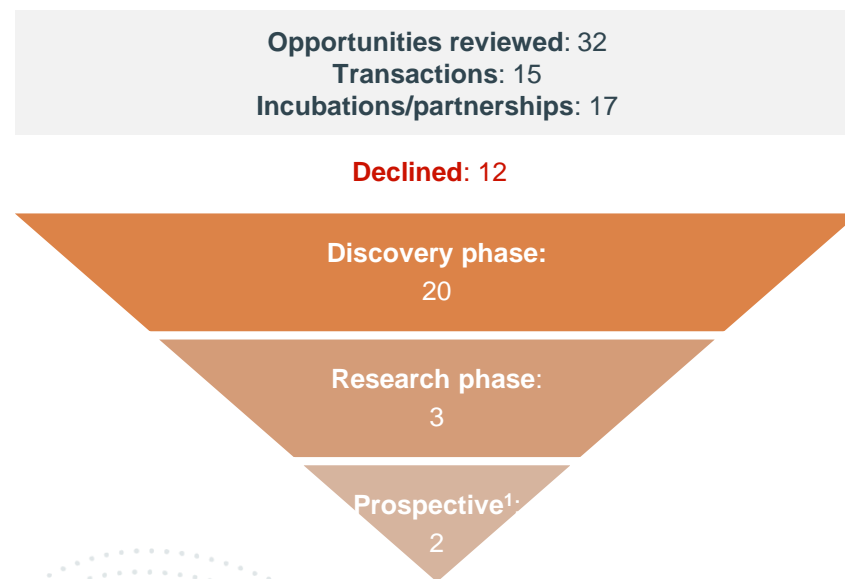 Opportunities reviewed: 32
Transactions: 15
Incubations/partnerships: 17
Declined: 12
Discovery phase:
20
Research phase:
3
Prospective¹:
2